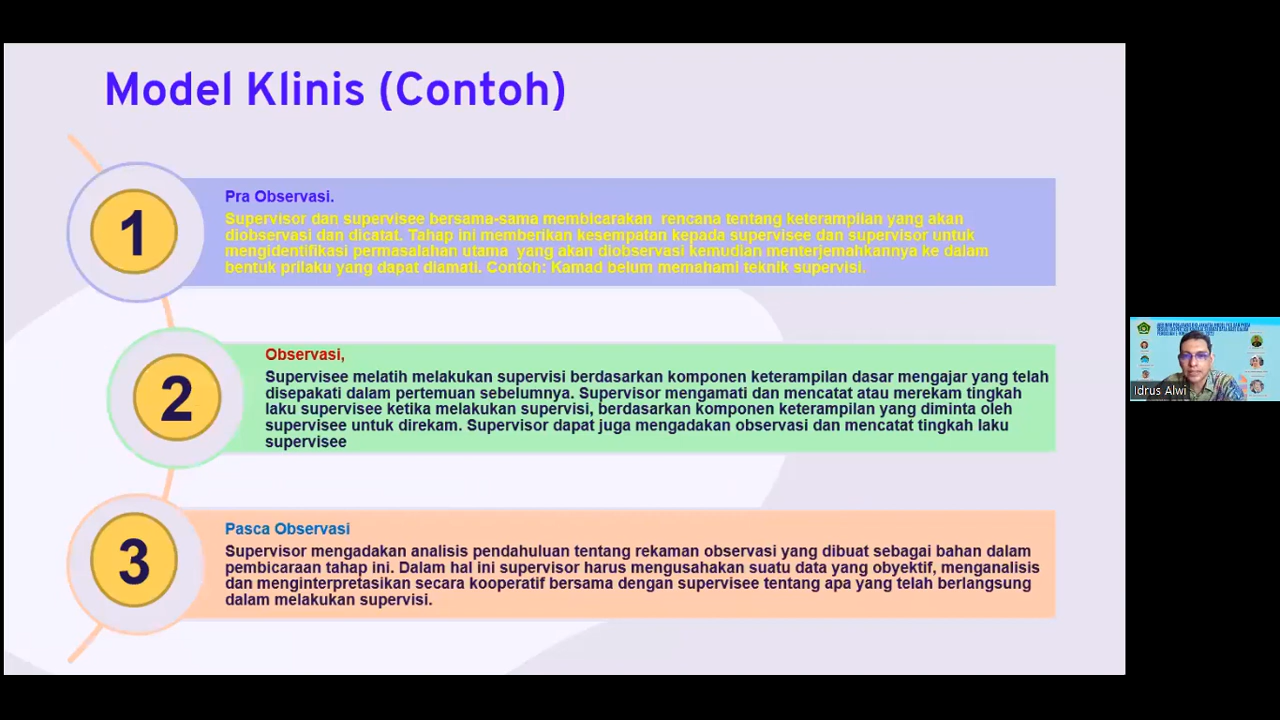 Model Klinis (Contoh)
1
Pra Observasi.
Supervisor dan supervisee bersama-sama membicarakan rencana tentang keterampilan yang akan
diobservasi dan dicatat. Tahap ini memberikan kesempatan kepada supervisee dan supervisor untuk
mengidentifikasi permasalahan utama yang akan diobservasi kemudian menterjemahkannya ke dalam
bentuk prilaku yang dapat diamati. Contoh: Kamad belum memahami teknik supervisi.
2
Observasi,
Supervisee melatih melakukan supervisi berdasarkan komponen keterampilan dasar mengajar yang telah
disepakati dalam pertemuan sebelumnya. Supervisor mengamati dan mencatat atau merekam tingkah
laku supervisee ketika melakukan supervisi, berdasarkan komponen keterampilan yang diminta oleh
supervisee untuk direkam. Supervisor dapat juga mengadakan observasi dan mencatat tingkah laku
supervisee
3
Pasca Observasi
Supervisor mengadakan analisis pendahuluan tentang rekaman observasi yang dibuat sebagai bahan dalam
pembicaraan tahap ini. Dalam hal ini supervisor harus mengusahakan suatu data yang obyektif, menganalisis
dan menginterpretasikan secara kooperatif bersama dengan supervisee tentang apa yang telah berlangsung
dalam melakukan supervisi.
Idrus Alwi